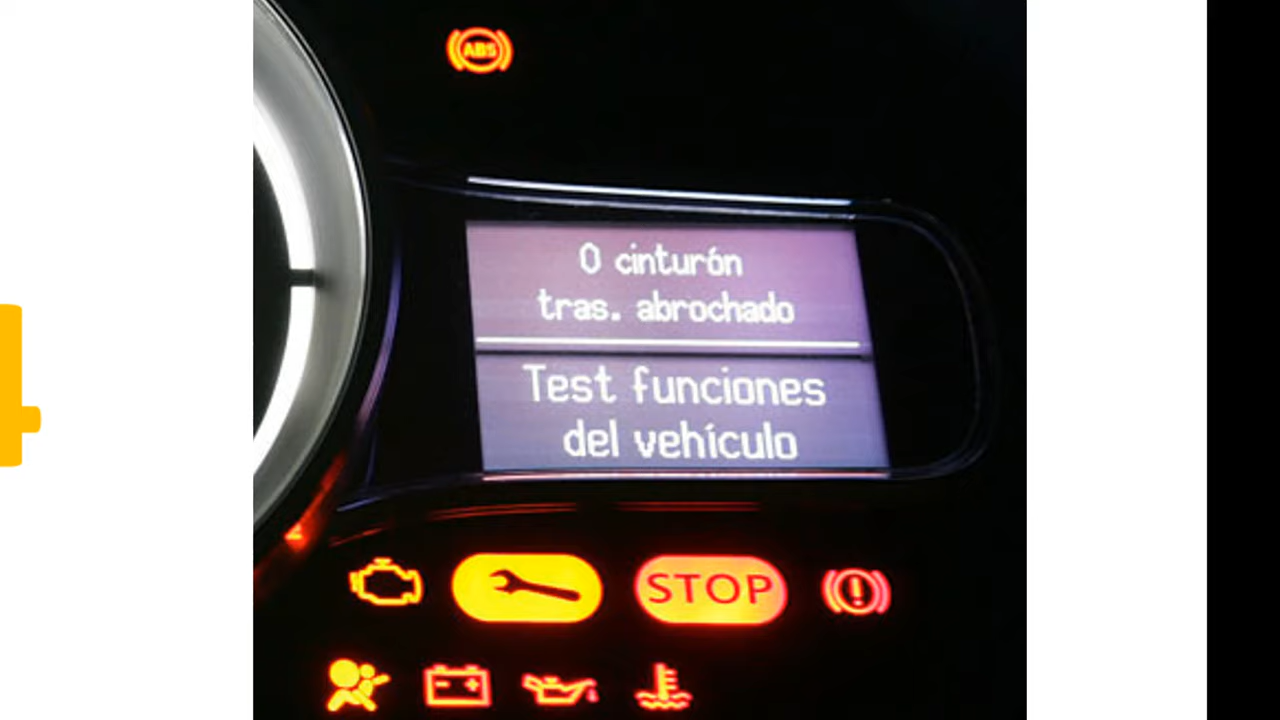 ABS
0 cinturón
tras. abrochado
Test funciones
del vehículo
STOP